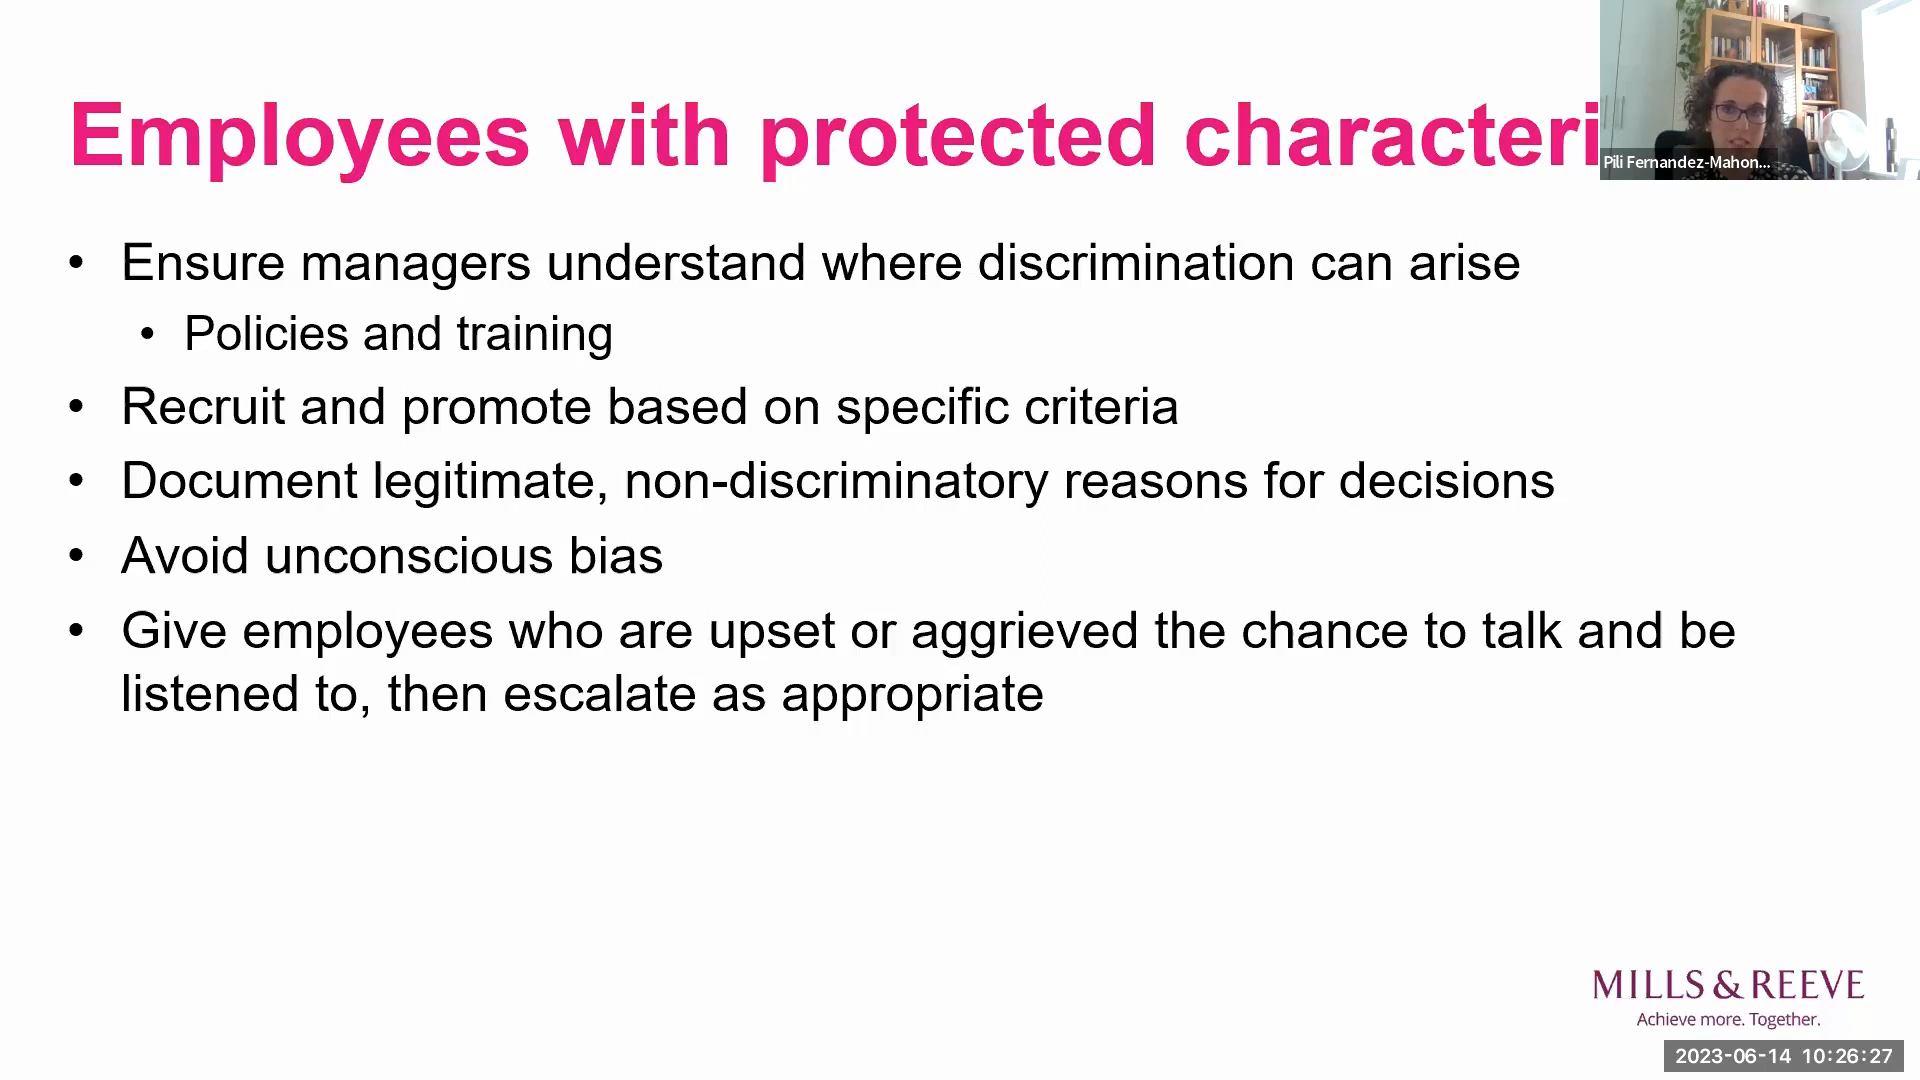 Employees with protected characteri
Pili Fernandez-Mahon...
• Ensure managers understand where discrimination can arise
• Policies and training
• Recruit and promote based on specific criteria
• Document legitimate, non-discriminatory reasons for decisions
• Avoid unconscious bias
• Give employees who are upset or aggrieved the chance to talk and be
listened to, then escalate as appropriate
MILLS & REEVE
Achieve more. Together.
2023-06-14 10:26:27